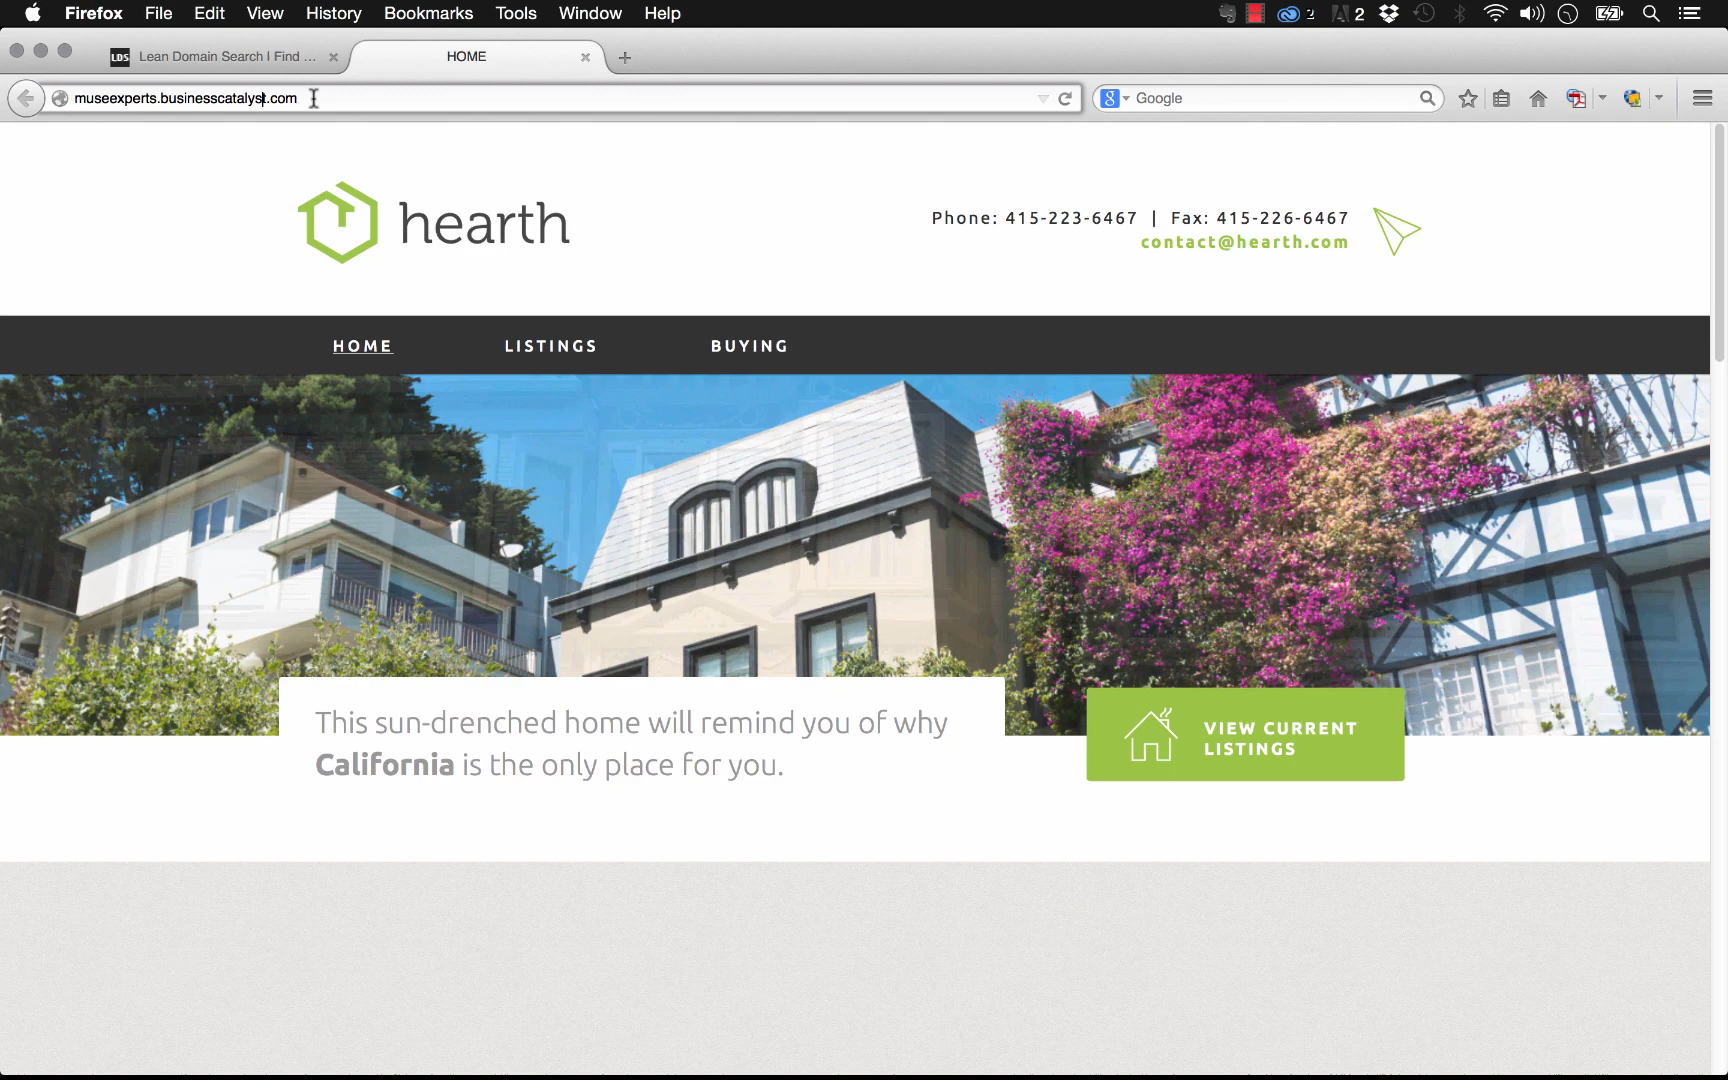 Firefox File Edit View History Bookmarks Tools Window Help 2 2
LDS Lean Domain Search | Find ... HOME
museexperts.businesscatalyst.com Google
hearth
Phone: 415-223-6467 | Fax: 415-226-6467
contact@hearth.com
HOME LISTINGS BUYING
This sun-drenched home will remind you of why
California is the only place for you.
VIEW CURRENT
LISTINGS